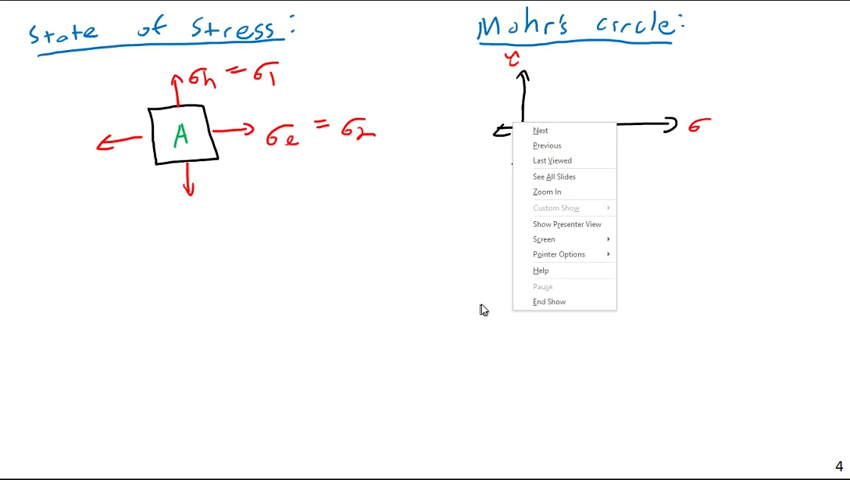 State of Stress:
σh = σ1
A
σe = σ2
Mohr's circle:
τ
σ
Next
Previous
Last Viewed
See All Slides
Zoom In
Custom Show
Show Presenter View
Screen
Pointer Options
Help
Pause
End Show
4